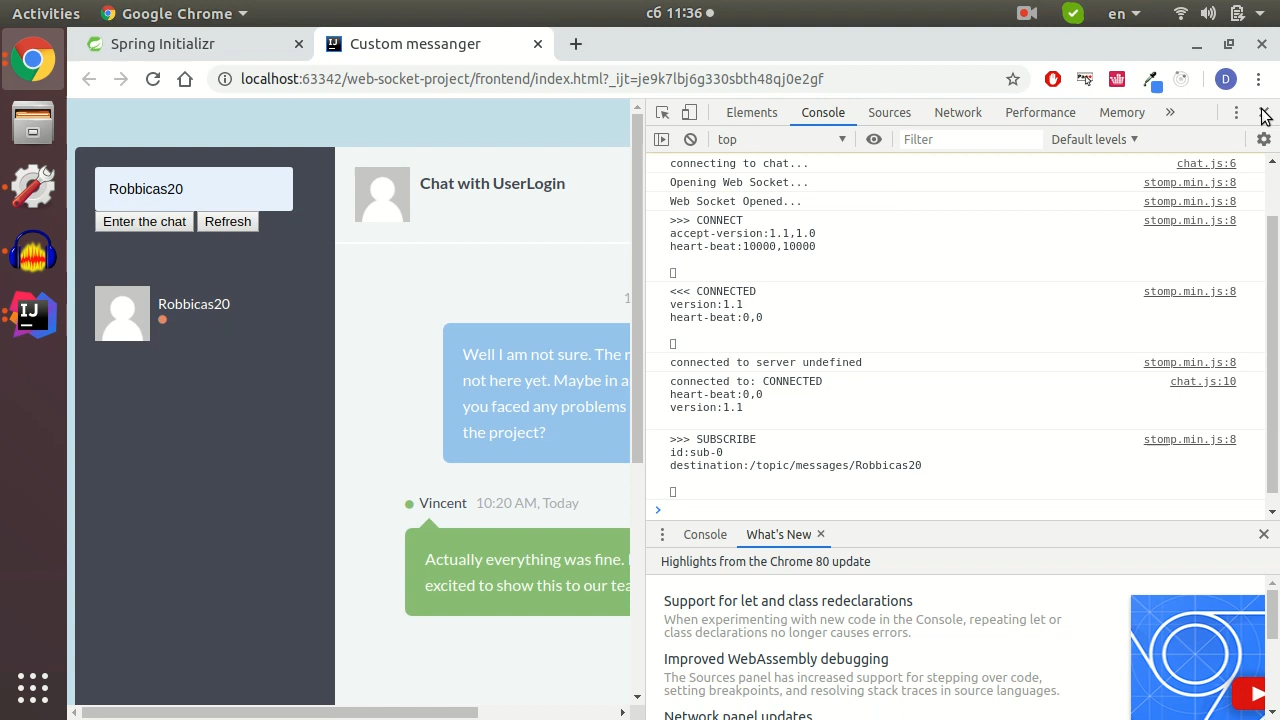 Activities
Google Chrome
сб 11:36
en
Spring Initializr
Custom messanger
localhost:63342/web-socket-project/frontend/index.html?_ijt=je9k7lbj6g330sbth48qj0e2gf
D
Robbicas20
Enter the chat
Refresh
Robbicas20
Chat with UserLogin
1
Well I am not sure. The r
not here yet. Maybe in a
you faced any problems
the project?
Vincent 10:20 AM, Today
Actually everything was fine.
excited to show this to our tea
Elements Console Sources Network Performance Memory »
top Filter Default levels
connecting to chat... chat.js:6
Opening Web Socket... stomp.min.js:8
Web Socket Opened... stomp.min.js:8
>>> CONNECT stomp.min.js:8
accept-version:1.1,1.0
heart-beat:10000,10000
<<< CONNECTED stomp.min.js:8
version:1.1
heart-beat:0,0
connected to server undefined stomp.min.js:8
connected to: CONNECTED chat.js:10
heart-beat:0,0
version:1.1
>>> SUBSCRIBE stomp.min.js:8
id:sub-0
destination:/topic/messages/Robbicas20
>
Console What's New
Highlights from the Chrome 80 update
Support for let and class redeclarations
When experimenting with new code in the Console, repeating let or
class declarations no longer causes errors.
Improved WebAssembly debugging
The Sources panel has increased support for stepping over code,
setting breakpoints, and resolving stack traces in source languages.
Network panel updates